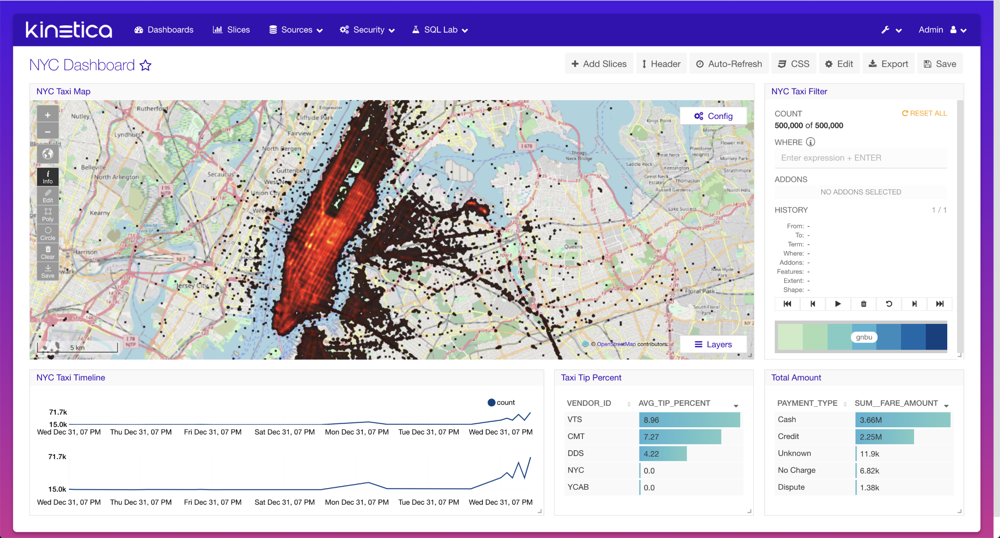 kinetica Dashboards Slices Sources Security SQL Lab Admin
NYC Dashboard Add Slices Header Auto-Refresh CSS Edit Export Save
NYC Taxi Map
+
−
Info
Edit
Poly
Circle
Clear
Save
Config
Layers
5 km
© OpenStreetMap contributors.
Rutherford
Edgewater
Cliffside Park
Nutley
Lyndhurst
Fairview
North Bergen
Belleville
North Arlington
Secaucus
Guttenberg
West New York
Union City
I 95
NJTP
Kearny
Harrison
NJ 7
Hoboken
Jersey City
I 78
NJTP
I 678
Throgs
Neck Bridge
Kings Point
Manor
Flower Hill
Plandome
Heights
Great Neck
Munsey Park
Saddle Rock
Kensington
Strathmore
Great Neck
Estates
Thomaston
Russell Gardens
North Hills
Lake Success
Queens
New Hyde
Park
Floral Park
South Floral
Park
NYC Taxi Filter
COUNT RESET ALL
500,000 of 500,000
WHERE
Enter expression + ENTER
ADDONS
NO ADDONS SELECTED
HISTORY 1 / 1
From: -
To: -
Term: -
Where: -
Addons: -
Features: -
Extent: -
Shape: -
gnbu
NYC Taxi Timeline
count
71.7k
15.0k
Wed Dec 31, 07 PM Thu Dec 31, 07 PM Fri Dec 31, 07 PM Sat Dec 31, 07 PM Mon Dec 31, 07 PM Tue Dec 31, 07 PM Wed Dec 31, 07 PM
71.7k
15.0k
Wed Dec 31, 07 PM Thu Dec 31, 07 PM Fri Dec 31, 07 PM Sat Dec 31, 07 PM Mon Dec 31, 07 PM Tue Dec 31, 07 PM Wed Dec 31, 07 PM
Taxi Tip Percent
VENDOR_ID AVG_TIP_PERCENT
VTS 8.96
CMT 7.27
DDS 4.22
NYC 0.0
YCAB 0.0
Total Amount
PAYMENT_TYPE SUM__FARE_AMOUNT
Cash 3.66M
Credit 2.25M
Unknown 11.9k
No Charge 6.82k
Dispute 1.38k